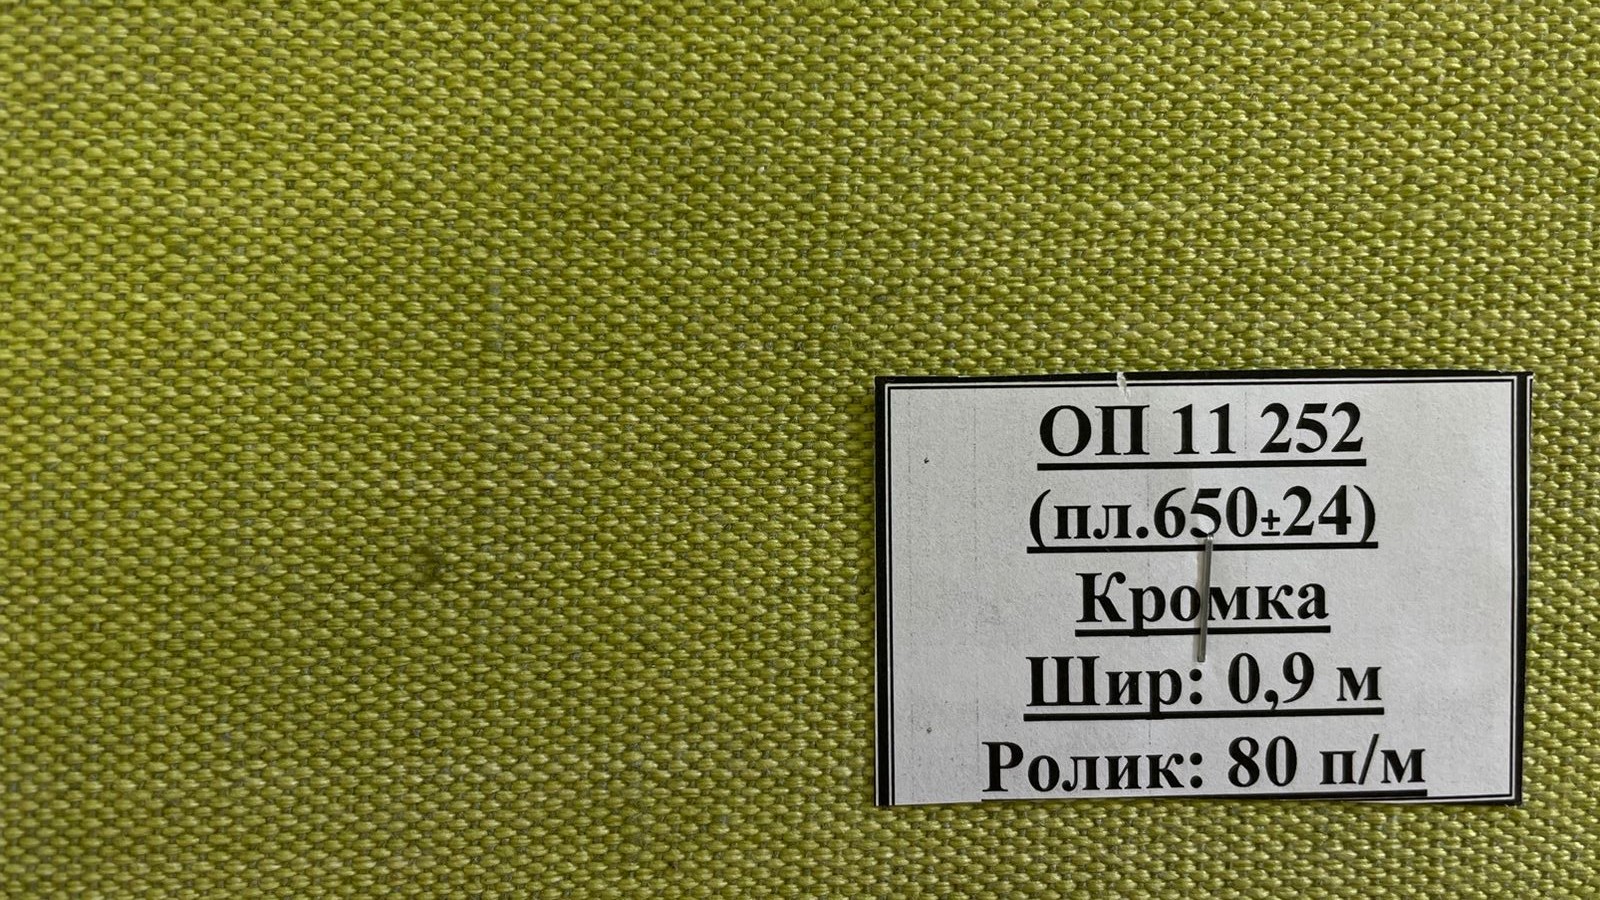 ОП 11 252
(пл.650±24)
Кромка
Шир: 0,9 м
Ролик: 80 п/м